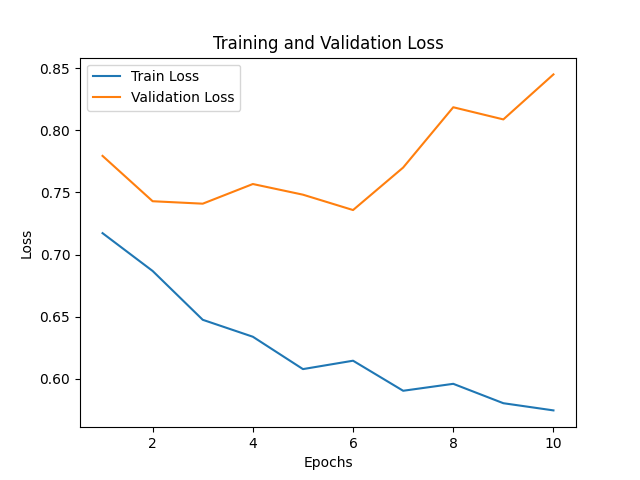 Training and Validation Loss
Train Loss
Validation Loss
0.85
0.80
0.75
0.70
0.65
0.60
Loss
2 4 6 8 10
Epochs